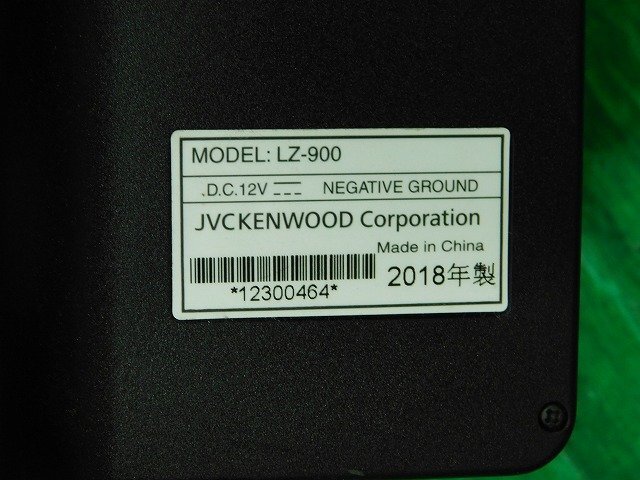 MODEL: LZ-900
.D.C.12V ⎓ NEGATIVE GROUND
JVCKENWOOD Corporation
Made in China
*12300464* 2018年製